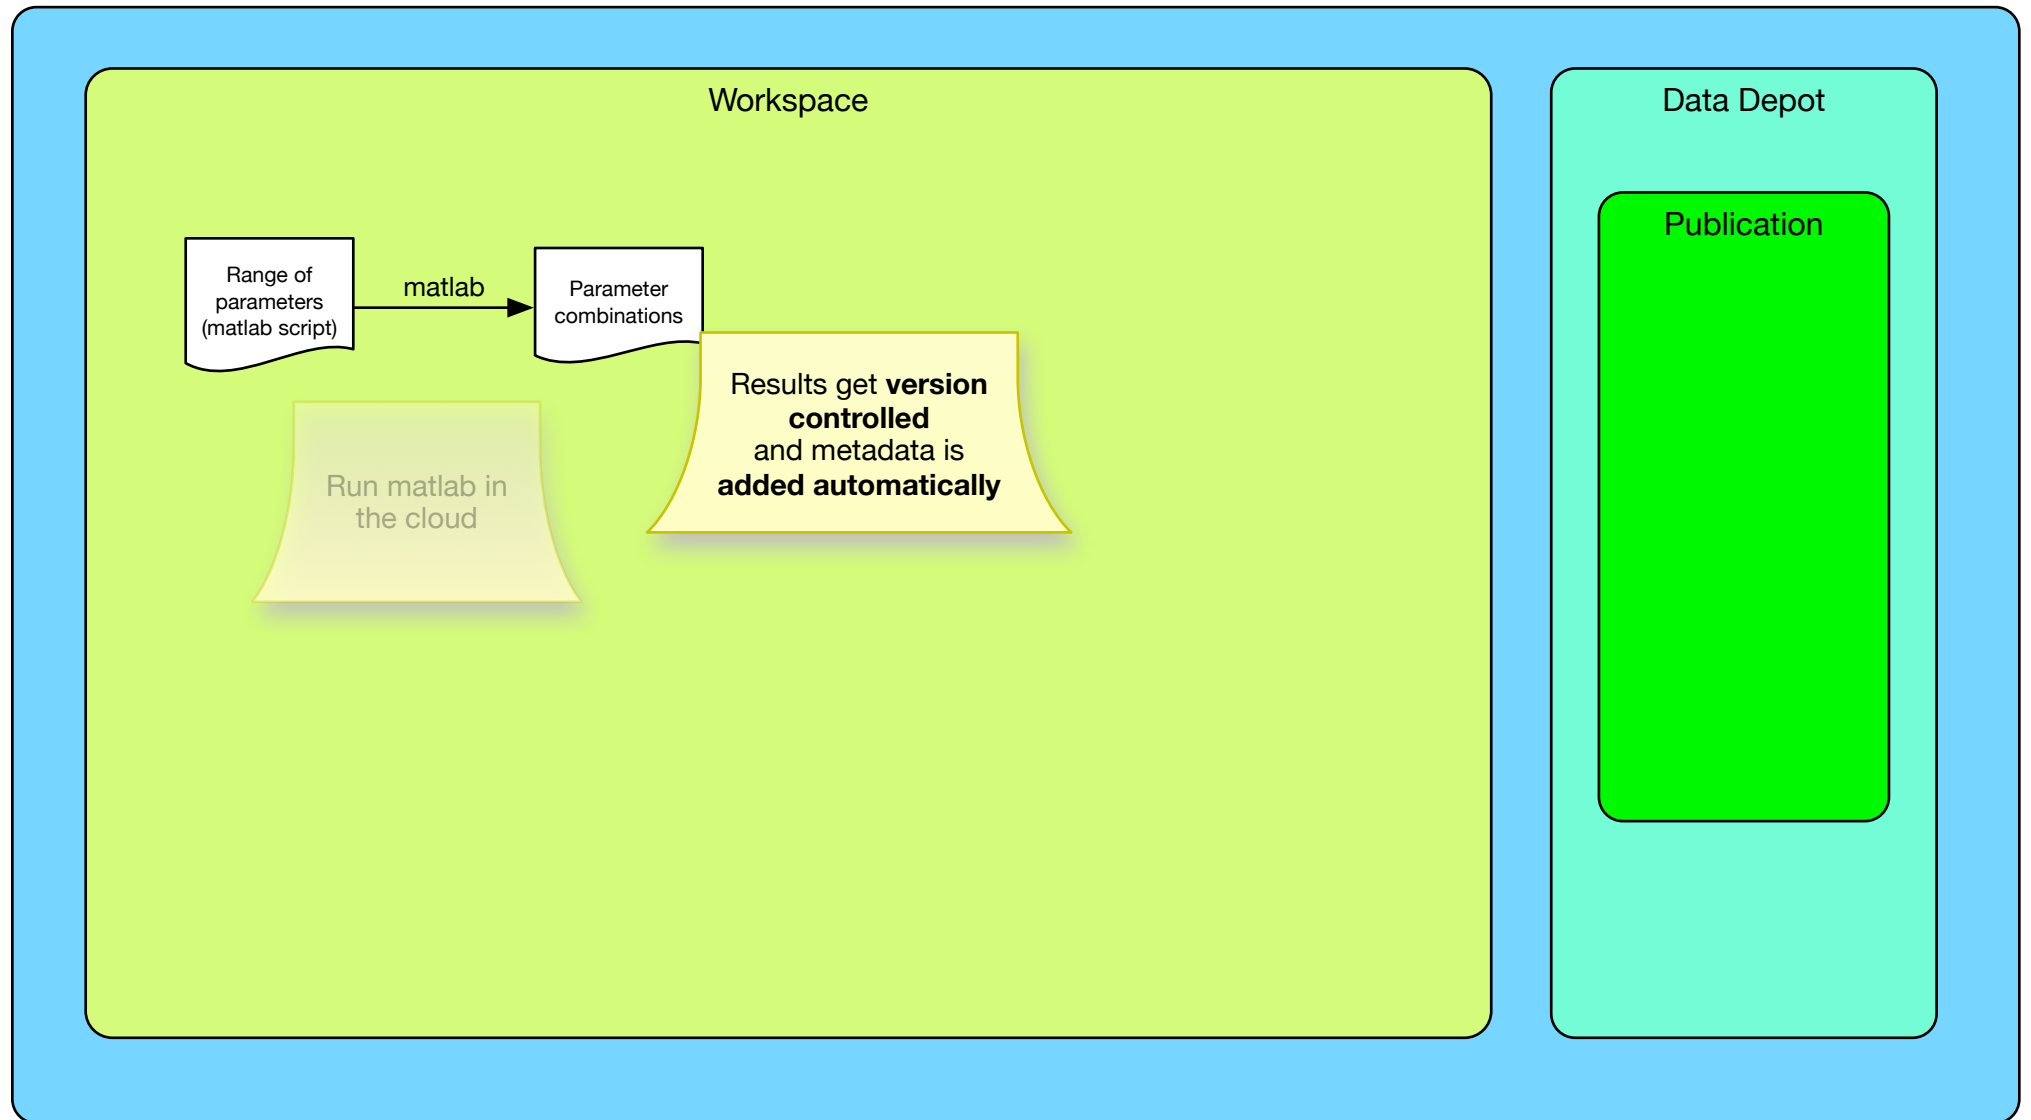 Workspace
Data Depot
Publication
Range of
parameters
(matlab script)
matlab
Parameter
combinations
Results get version
controlled
and metadata is
added automatically
Run matlab in
the cloud